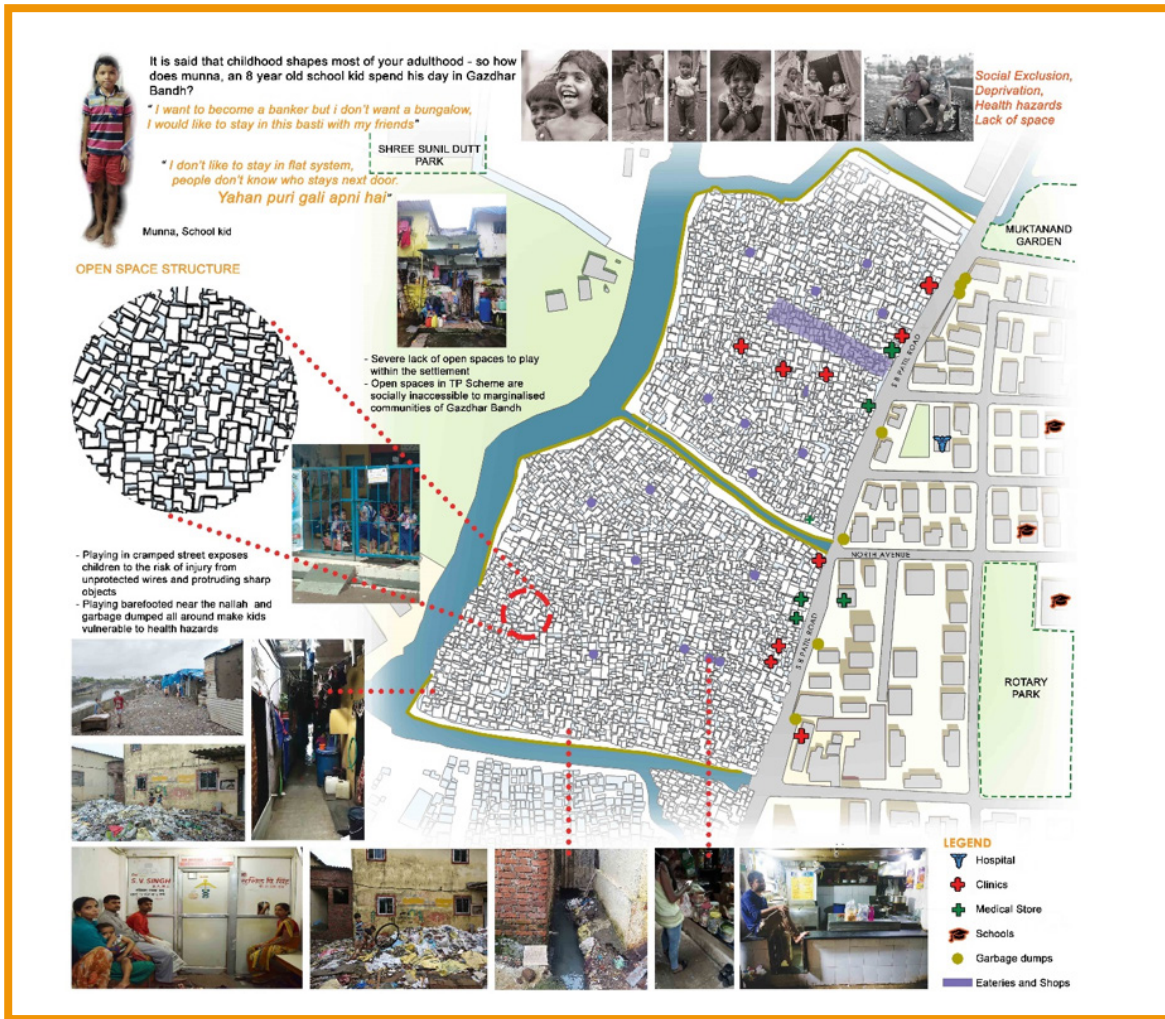 It is said that childhood shapes most of your adulthood - so how
does munna, an 8 year old school kid spend his day in Gazdhar
Bandh?
" I want to become a banker but i don't want a bungalow,
I would like to stay in this basti with my friends"
" I don't like to stay in flat system,
people don't know who stays next door.
Yahan puri gali apni hai"
Munna, School kid
Social Exclusion,
Deprivation,
Health hazards
Lack of space
SHREE SUNIL DUTT
PARK
MUKTANAND
GARDEN
OPEN SPACE STRUCTURE
- Severe lack of open spaces to play
within the settlement
- Open spaces in TP Scheme are
socially inaccessible to marginalised
communities of Gazdhar Bandh
S B PATIL ROAD
NORTH AVENUE
- Playing in cramped street exposes
children to the risk of injury from
unprotected wires and protruding sharp
objects
- Playing barefooted near the nallah and
garbage dumped all around make kids
vulnerable to health hazards
S B PATIL ROAD
ROTARY
PARK
S.V. SINGH
LEGEND
Hospital
Clinics
Medical Store
Schools
Garbage dumps
Eateries and Shops